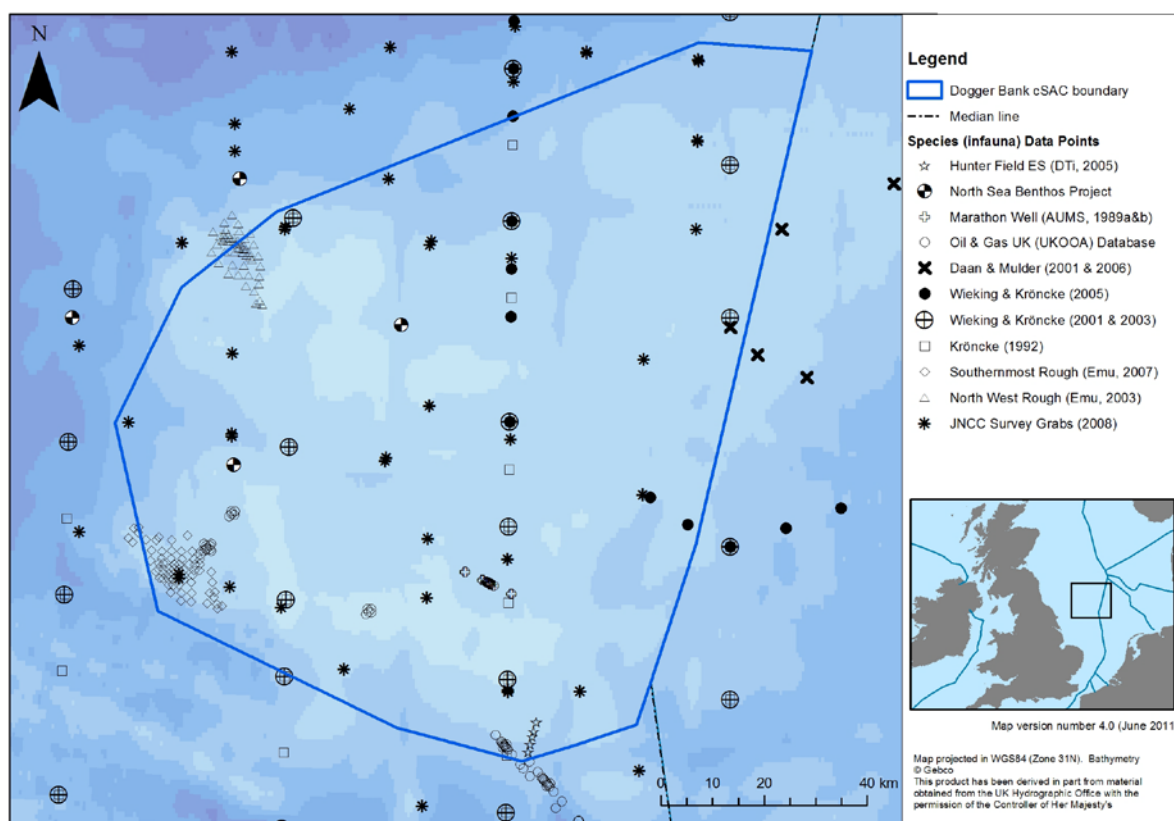 N
0
10
20
40 km
Legend
Dogger Bank cSAC boundary
Median line
Species (infauna) Data Points
Hunter Field ES (DTi, 2005)
North Sea Benthos Project
Marathon Well (AUMS, 1989a&b)
Oil & Gas UK (UKOOA) Database
Daan & Mulder (2001 & 2006)
Wieking & Kröncke (2005)
Wieking & Kröncke (2001 & 2003)
Kröncke (1992)
Southernmost Rough (Emu, 2007)
North West Rough (Emu, 2003)
JNCC Survey Grabs (2008)
Map version number 4.0 (June 2011
Map projected in WGS84 (Zone 31N). Bathymetry
© Gebco
This product has been derived in part from material
obtained from the UK Hydrographic Office with the
permission of the Controller of Her Majesty's